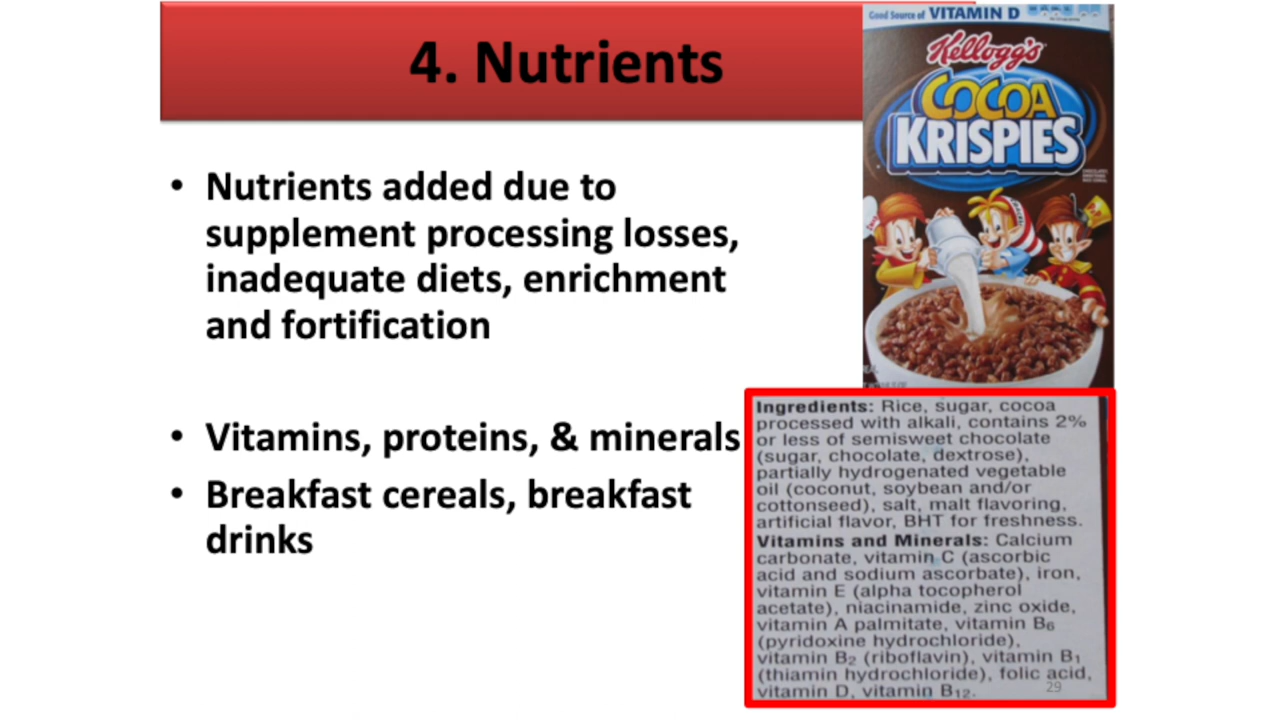 4. Nutrients
Good Source of VITAMIN D
Kellogg's
COCOA
KRISPIES
• Nutrients added due to
supplement processing losses,
inadequate diets, enrichment
and fortification
• Vitamins, proteins, & minerals
• Breakfast cereals, breakfast
drinks
Ingredients: Rice, sugar, cocoa
processed with alkali, contains 2%
or less of semisweet chocolate
(sugar, chocolate, dextrose),
partially hydrogenated vegetable
oil (coconut, soybean and/or
cottonseed), salt, malt flavoring,
artificial flavor, BHT for freshness.
Vitamins and Minerals: Calcium
carbonate, vitamin C (ascorbic
acid and sodium ascorbate), iron,
vitamin E (alpha tocopherol
acetate), niacinamide, zinc oxide,
vitamin A palmitate, vitamin B₆
(pyridoxine hydrochloride),
vitamin B₂ (riboflavin), vitamin B₁
(thiamin hydrochloride), folic acid,
vitamin D, vitamin B₁₂.
29